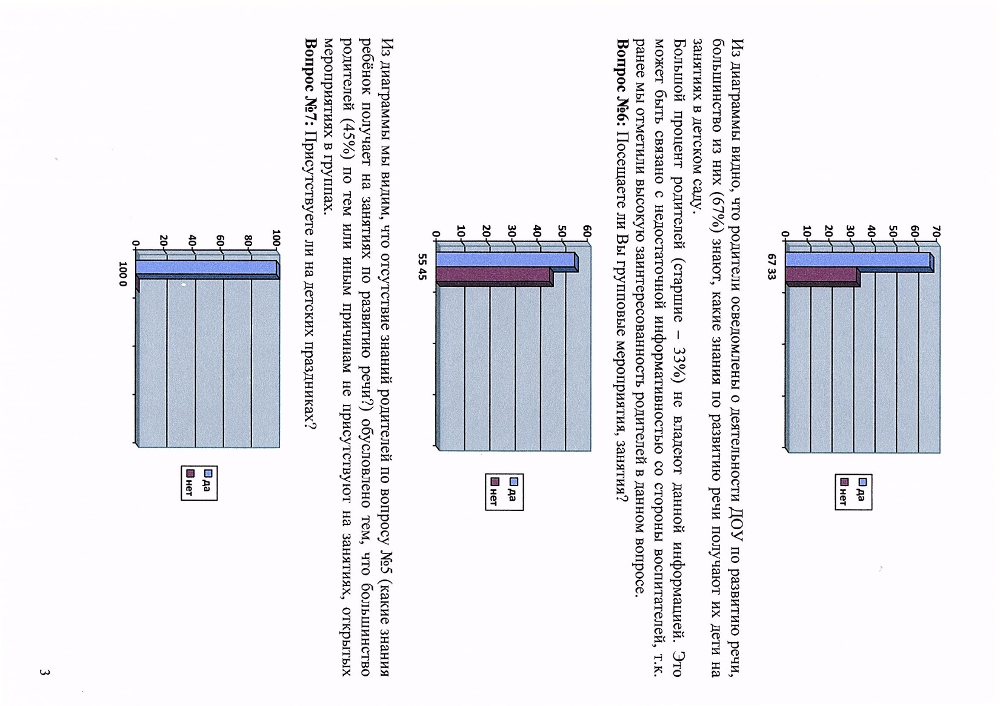 70
60
50
40
30
20
10
0
67 33
да
нет
Из диаграммы видно, что родители осведомлены о деятельности ДОУ по развитию речи,
большинство из них (67%) знают, какие знания по развитию речи получают их дети на
занятиях в детском саду.
Большой процент родителей (старшие – 33%) не владеют данной информацией. Это
может быть связано с недостаточной информативностью со стороны воспитателей, т.к.
ранее мы отметили высокую заинтересованность родителей в данном вопросе.
Вопрос №6: Посещаете ли Вы групповые мероприятия, занятия?
60
50
40
30
20
10
0
55 45
да
нет
Из диаграммы мы видим, что отсутствие знаний родителей по вопросу №5 (какие знания
ребёнок получает на занятиях по развитию речи?) обусловлено тем, что большинство
родителей (45%) по тем или иным причинам не присутствуют на занятиях, открытых
мероприятиях в группах.
Вопрос №7: Присутствуете ли на детских праздниках?
100
80
60
40
20
0
100 0
да
нет
3